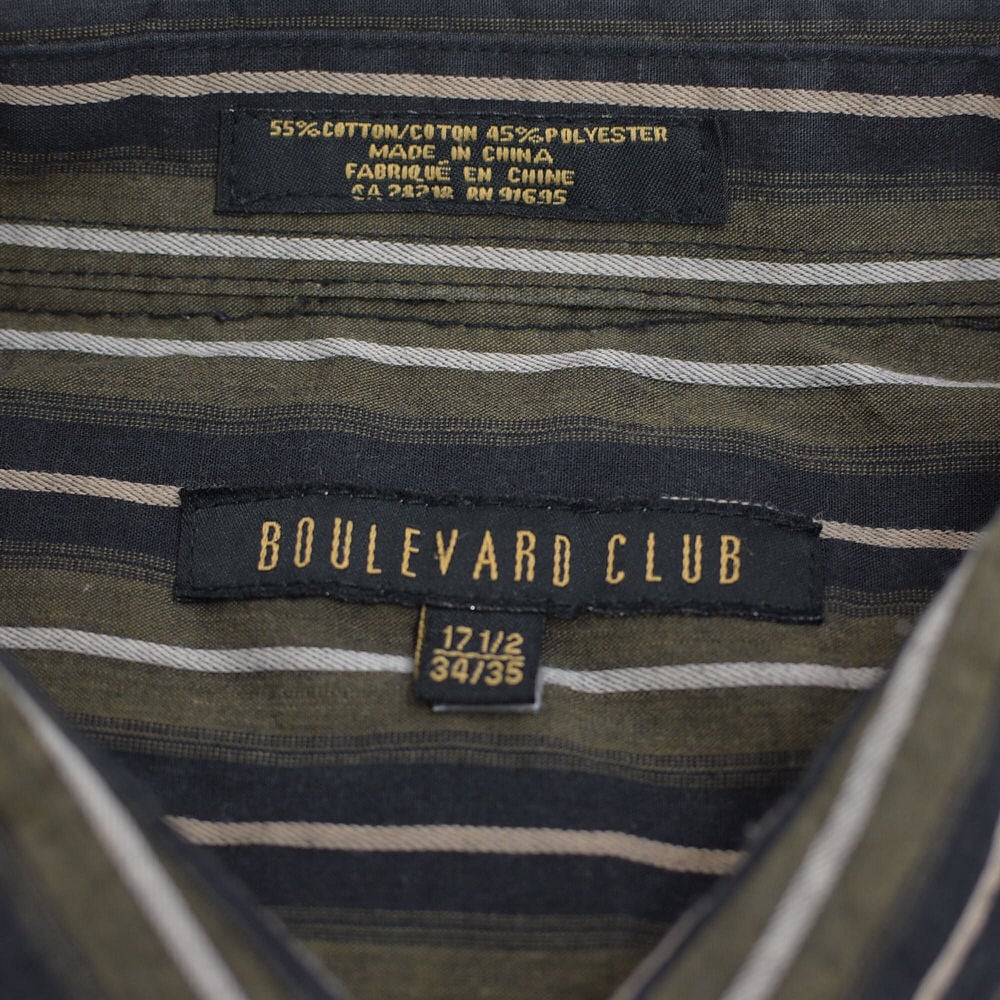 55%COTTON/COTON 45%POLYESTER
MADE IN CHINA
FABRIQUÉ EN CHINE
CA 28218 RN 91695
BOULEVARD CLUB
17 1/2
34/35